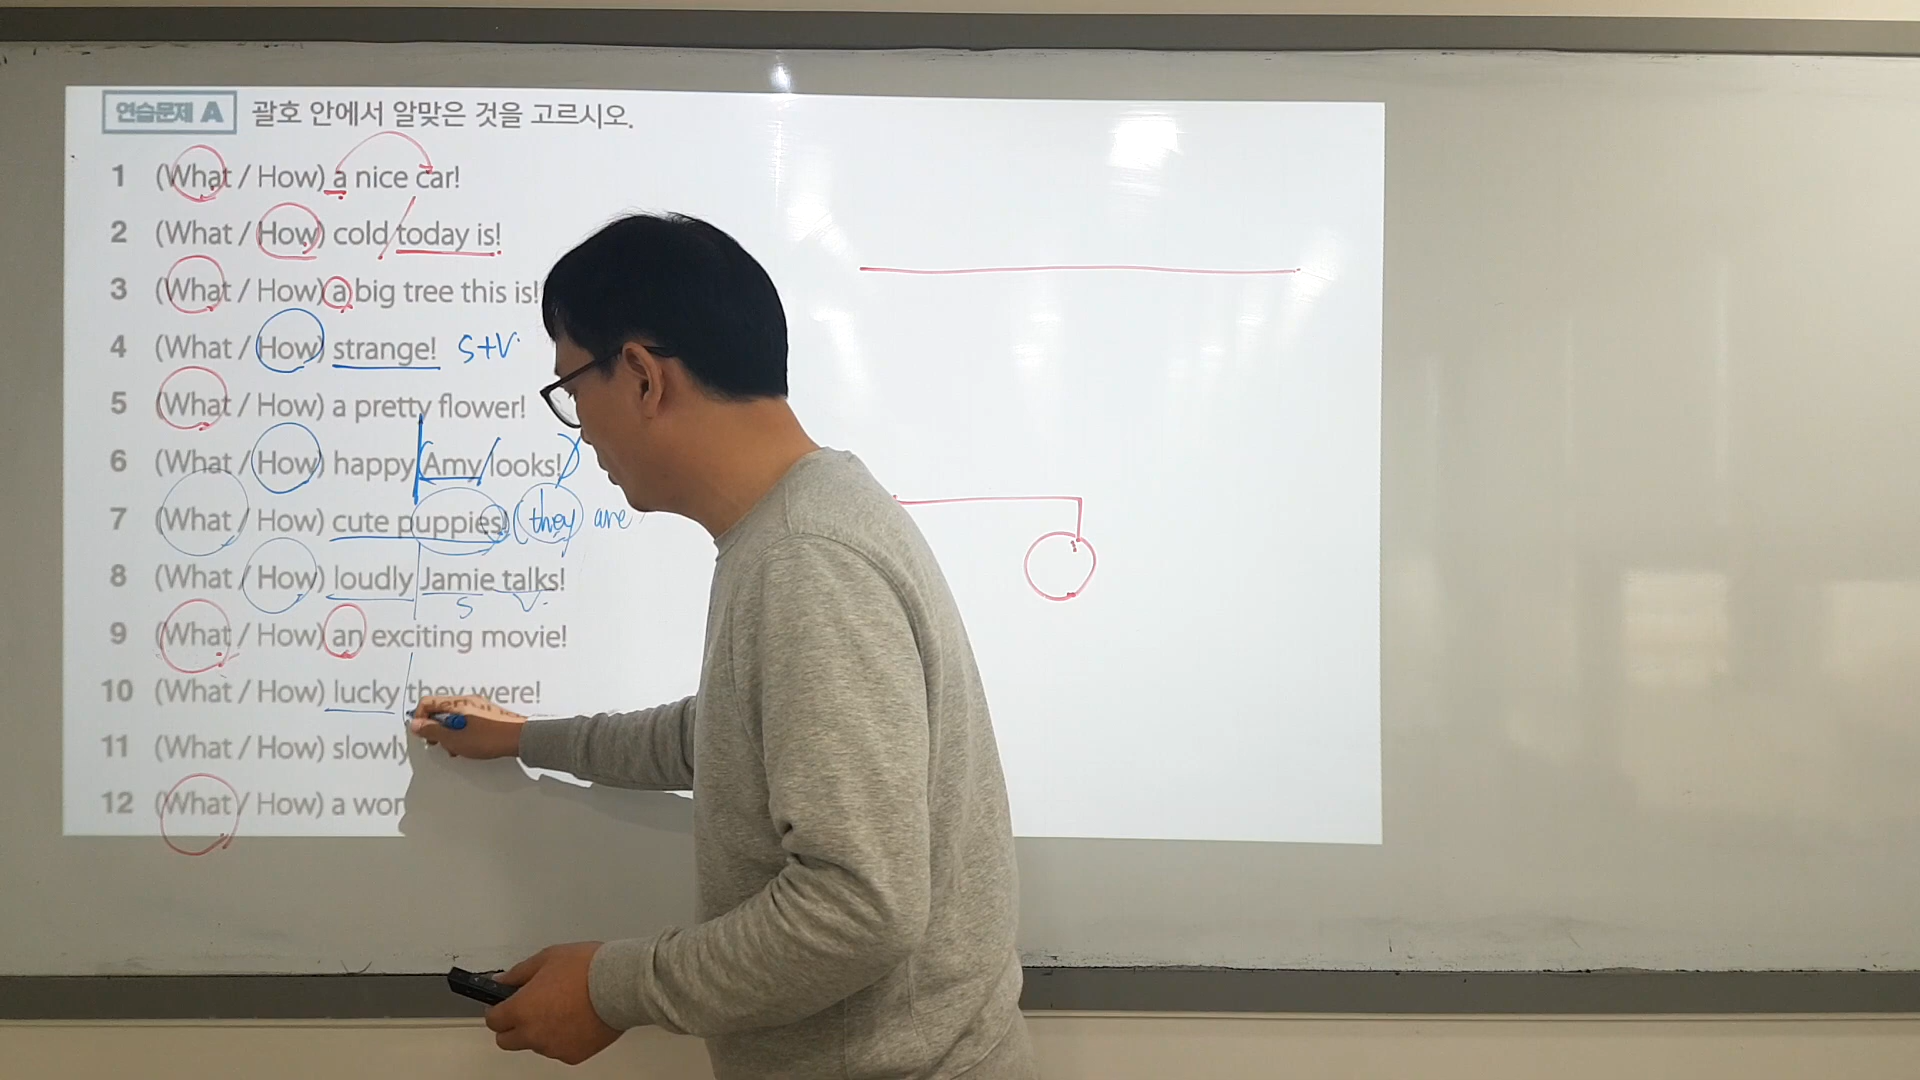 연습문제 A 괄호 안에서 알맞은 것을 고르시오.
1 (What / How) a nice car!
2 (What / How) cold today is!
3 (What / How) a big tree this is!
4 (What / How) strange! S+V
5 (What / How) a pretty flower!
6 (What / How) happy Amy looks!
7 (What / How) cute puppies! (they are
8 (What / How) loudly Jamie talks!
S V
9 (What / How) an exciting movie!
10 (What / How) lucky they were!
11 (What / How) slowly
12 (What / How) a